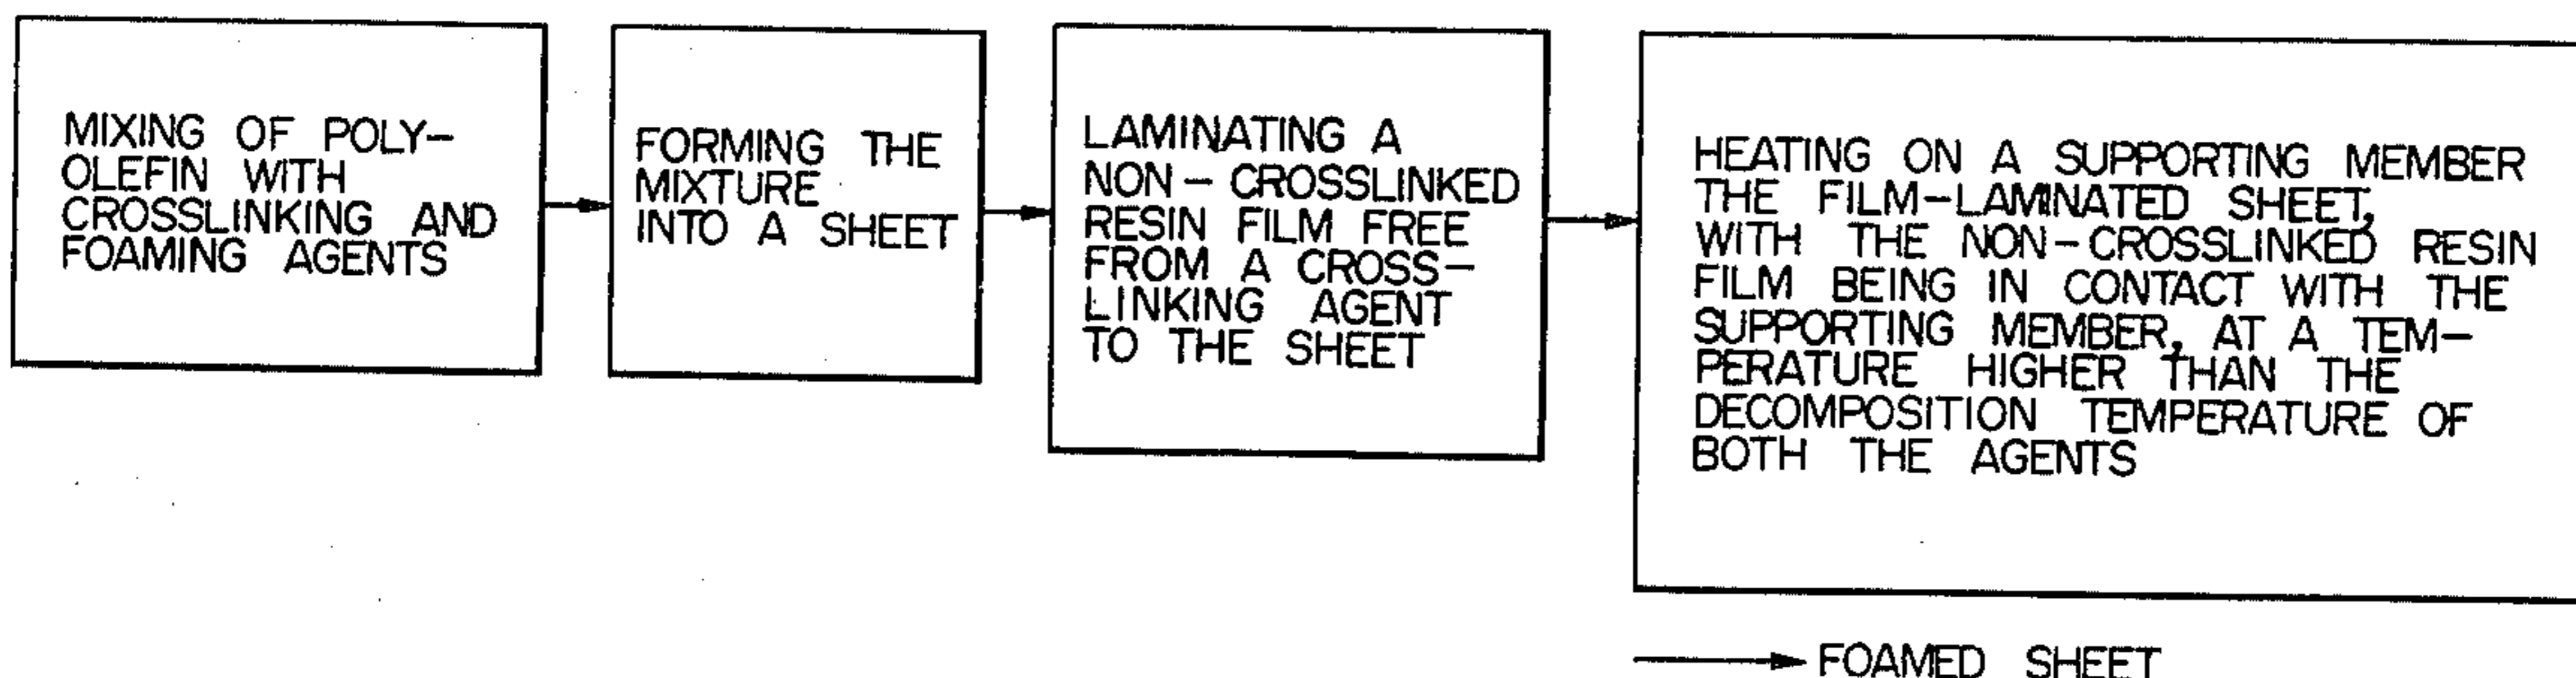 MIXING OF POLY-
OLEFIN WITH
CROSSLINKING AND
FOAMING AGENTS
FORMING THE
MIXTURE
INTO A SHEET
LAMINATING A
NON-CROSSLINKED
RESIN FILM FREE
FROM A CROSS-
LINKING AGENT
TO THE SHEET
HEATING ON A SUPPORTING MEMBER
THE FILM-LAMINATED SHEET,
WITH THE NON-CROSSLINKED RESIN
FILM BEING IN CONTACT WITH THE
SUPPORTING MEMBER, AT A TEM-
PERATURE HIGHER THAN THE
DECOMPOSITION TEMPERATURE OF
BOTH THE AGENTS
FOAMED SHEET